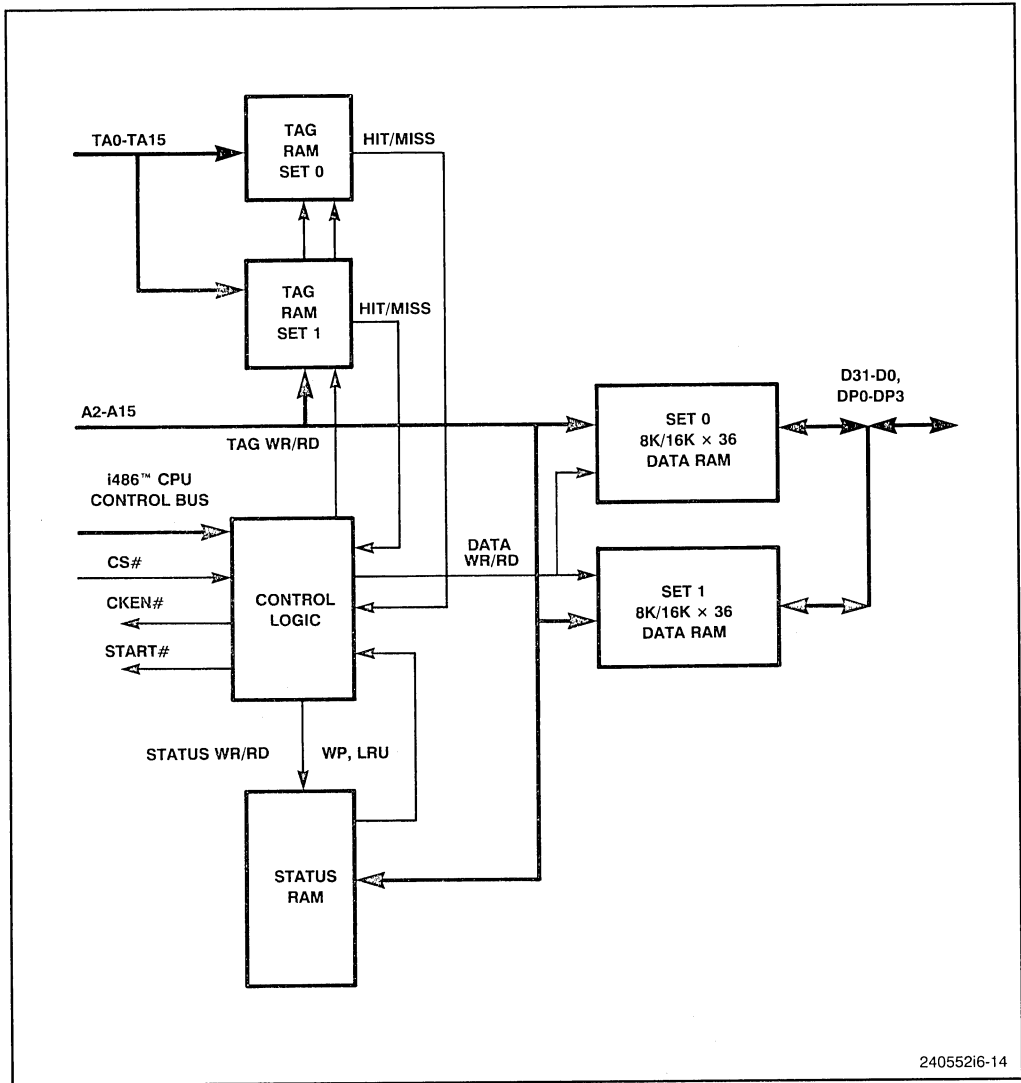 TA0-TA15
TAG
RAM
SET 0
HIT/MISS
TAG
RAM
SET 1
HIT/MISS
A2-A15
TAG WR/RD
D31-D0,
DP0-DP3
SET 0
8K/16K × 36
DATA RAM
i486™ CPU
CONTROL BUS
CS#
CKEN#
START#
CONTROL
LOGIC
DATA
WR/RD
SET 1
8K/16K × 36
DATA RAM
STATUS WR/RD
WP, LRU
STATUS
RAM
240552i6-14